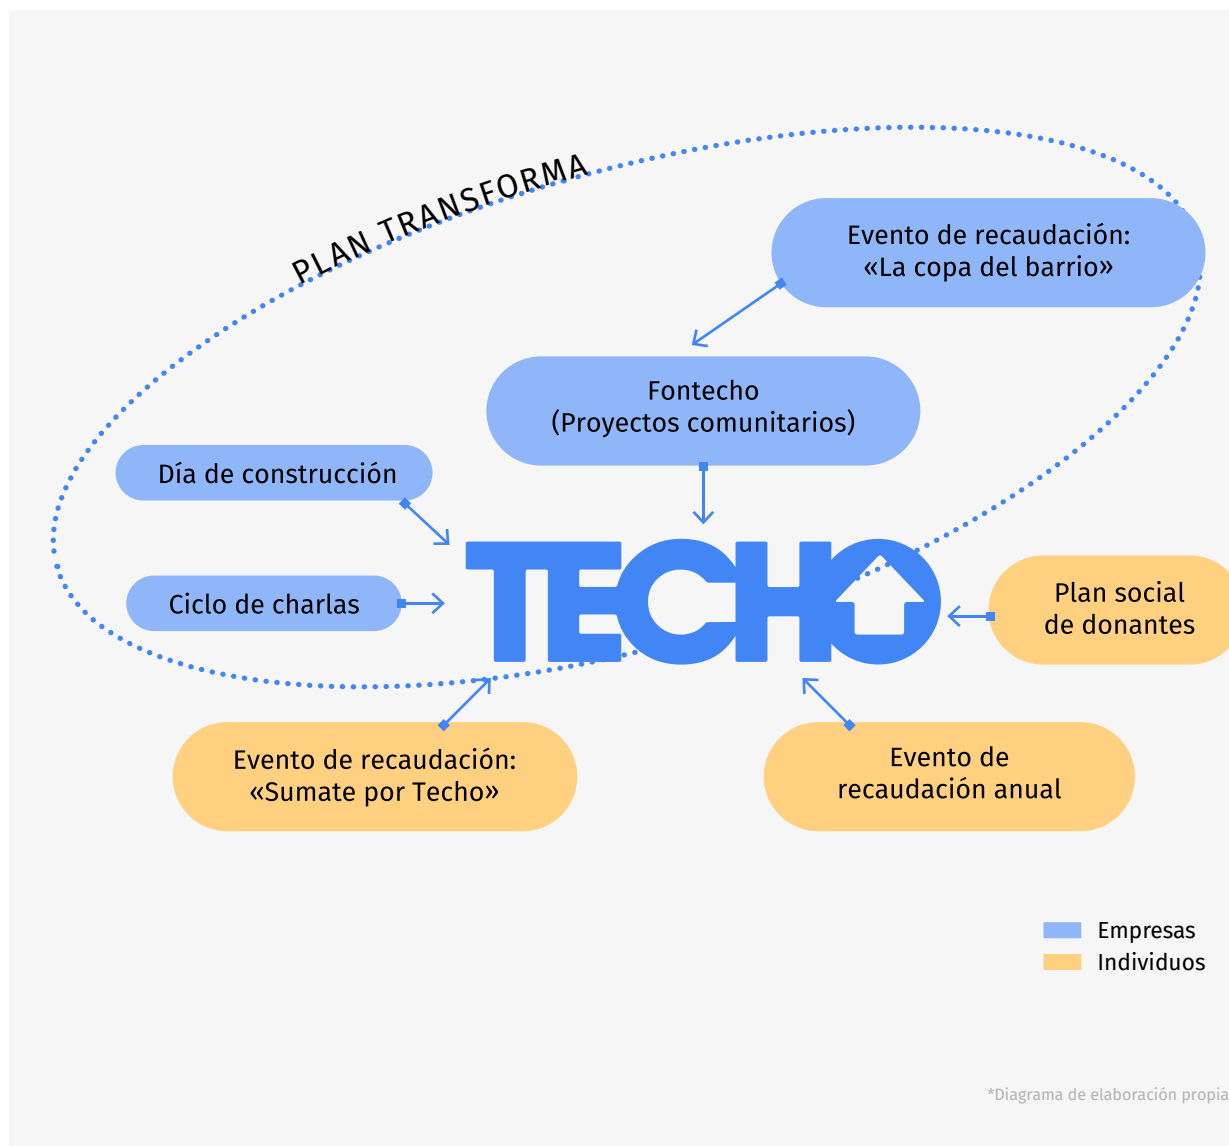 PLAN TRANSFORMA
Evento de recaudación:
«La copa del barrio»
Fontecho
(Proyectos comunitarios)
Día de construcción
Ciclo de charlas
TECHO
Plan social
de donantes
Evento de recaudación:
«Sumate por Techo»
Evento de
recaudación anual
Empresas
Individuos
*Diagrama de elaboración propia